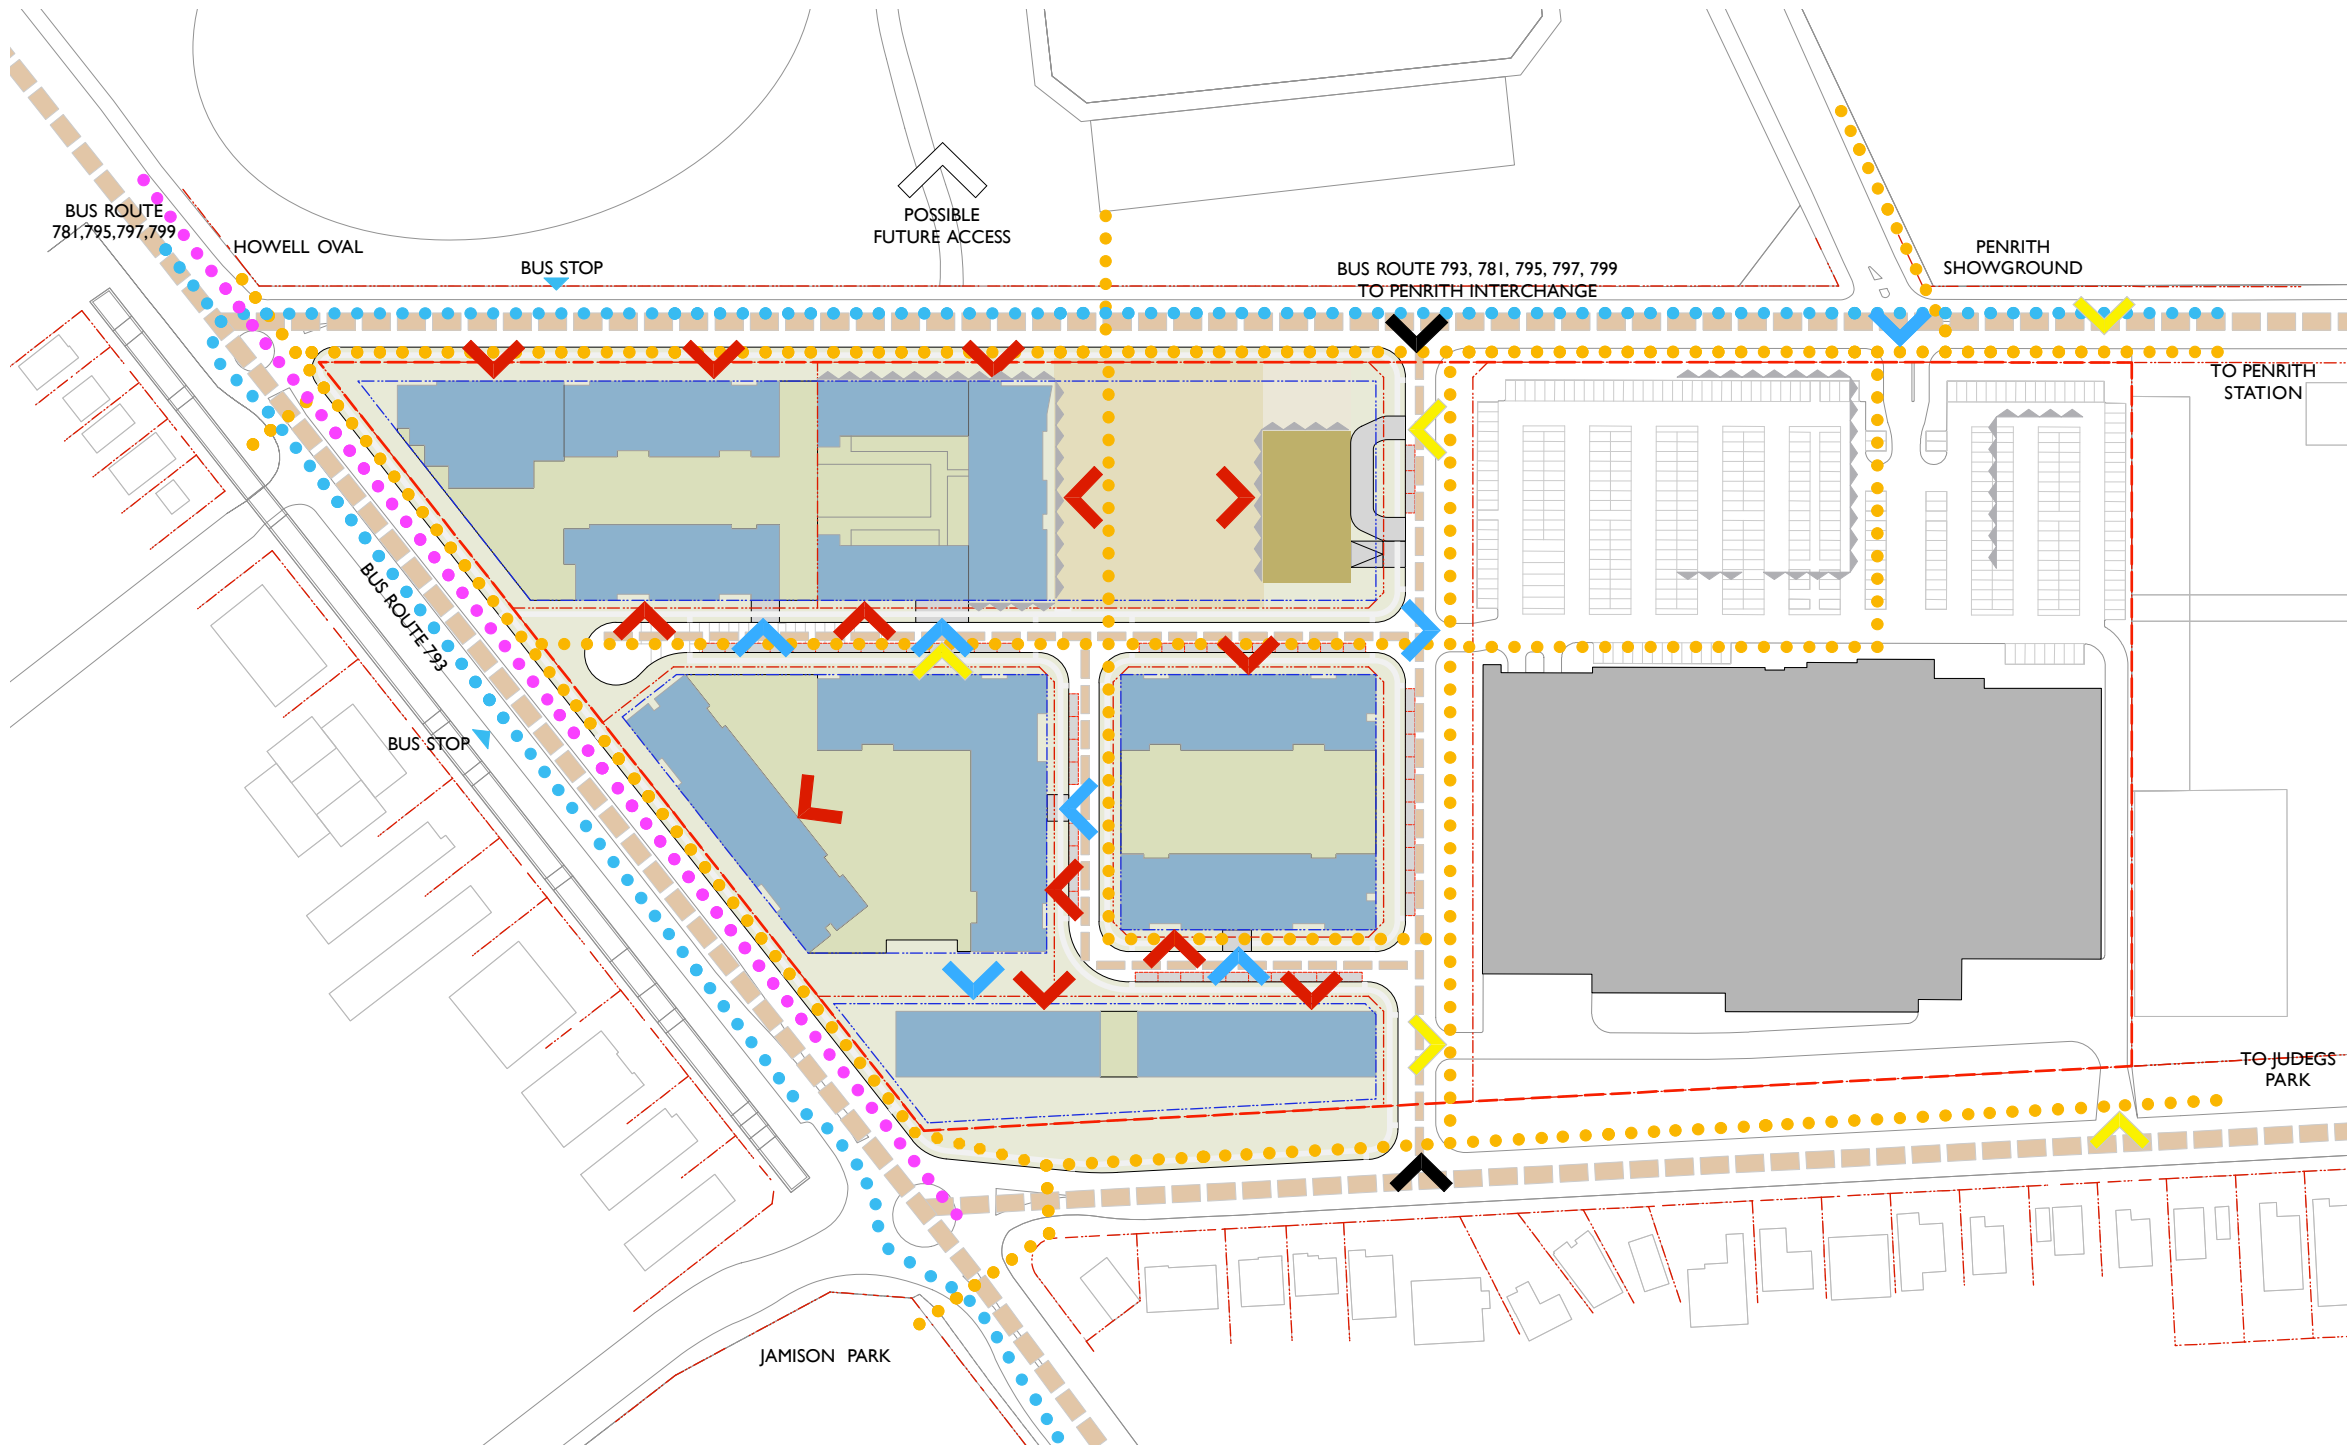 BUS ROUTE
781,795,797,799
HOWELL OVAL
BUS STOP
POSSIBLE
FUTURE ACCESS
BUS ROUTE 793, 781, 795, 797, 799
TO PENRITH INTERCHANGE
PENRITH
SHOWGROUND
TO PENRITH
STATION
BUS ROUTE 793
BUS STOP
TO JUDEGS
PARK
JAMISON PARK